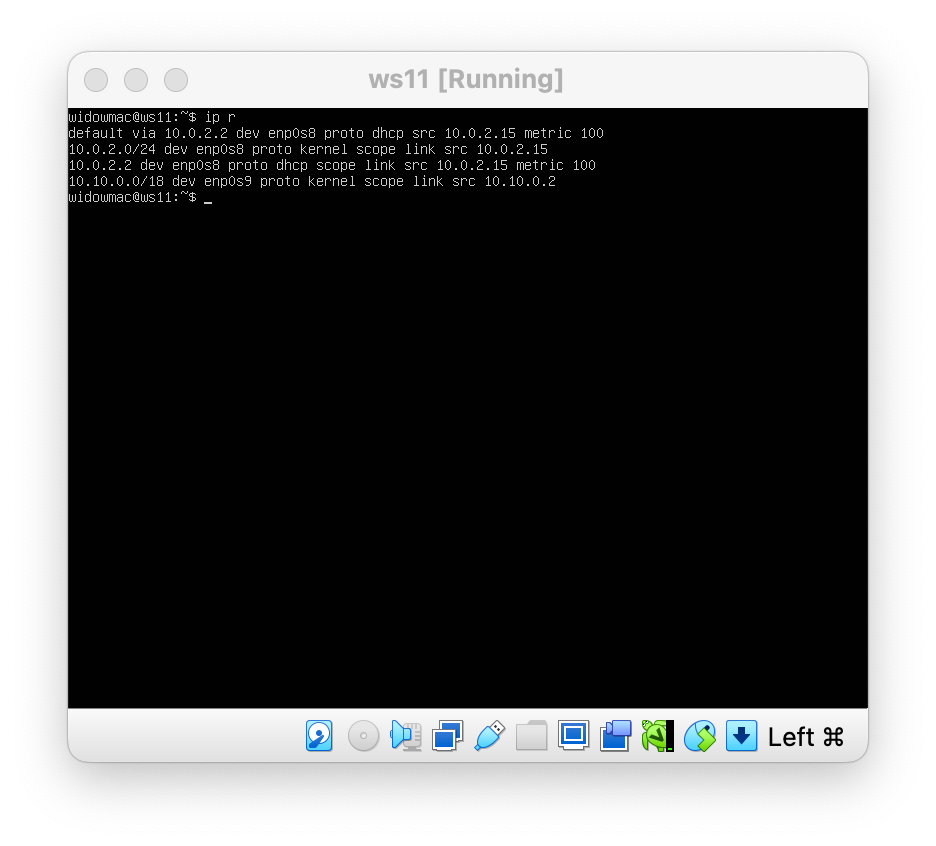 ws11 [Running]
widowmac@ws11:~$ ip r
default via 10.0.2.2 dev enp0s8 proto dhcp src 10.0.2.15 metric 100
10.0.2.0/24 dev enp0s8 proto kernel scope link src 10.0.2.15
10.0.2.2 dev enp0s8 proto dhcp scope link src 10.0.2.15 metric 100
10.10.0.0/18 dev enp0s9 proto kernel scope link src 10.10.0.2
widowmac@ws11:~$ _
Left ⌘